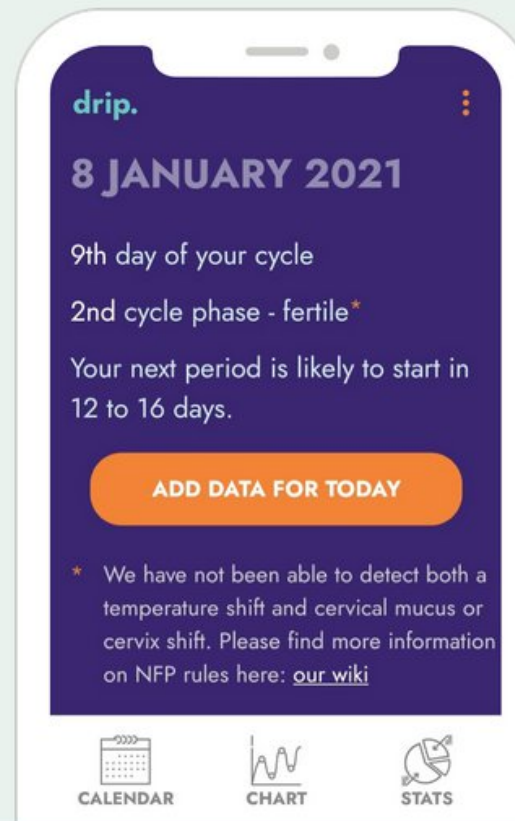 drip.
8 JANUARY 2021
9th day of your cycle
2nd cycle phase - fertile*
Your next period is likely to start in
12 to 16 days.
ADD DATA FOR TODAY
* We have not been able to detect both a
temperature shift and cervical mucus or
cervix shift. Please find more information
on NFP rules here: our wiki
CALENDAR
CHART
STATS